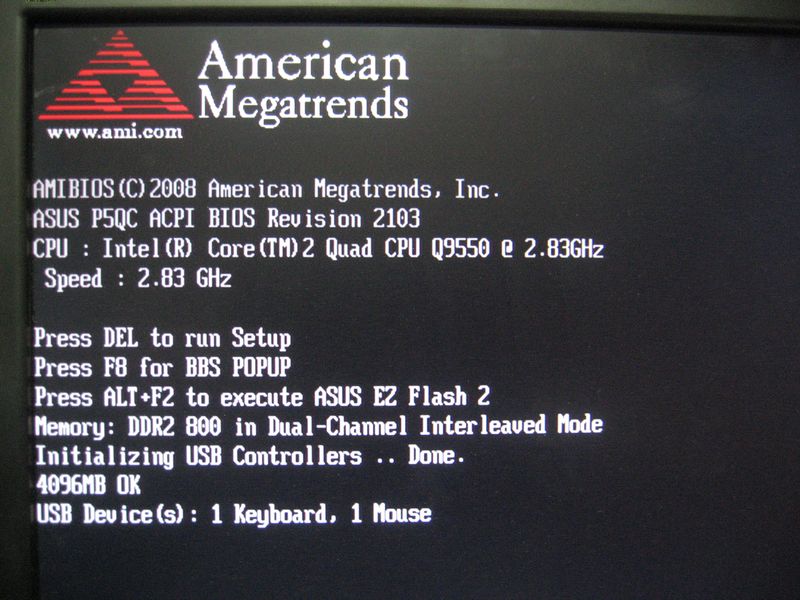 American
Megatrends
www.ami.com
AMIBIOS(C)2008 American Megatrends, Inc.
ASUS P5QC ACPI BIOS Revision 2103
CPU : Intel(R) Core(TM)2 Quad CPU Q9550 @ 2.83GHz
Speed : 2.83 GHz
Press DEL to run Setup
Press F8 for BBS POPUP
Press ALT+F2 to execute ASUS EZ Flash 2
Memory: DDR2 800 in Dual-Channel Interleaved Mode
Initializing USB Controllers .. Done.
4096MB OK
USB Device(s): 1 Keyboard, 1 Mouse